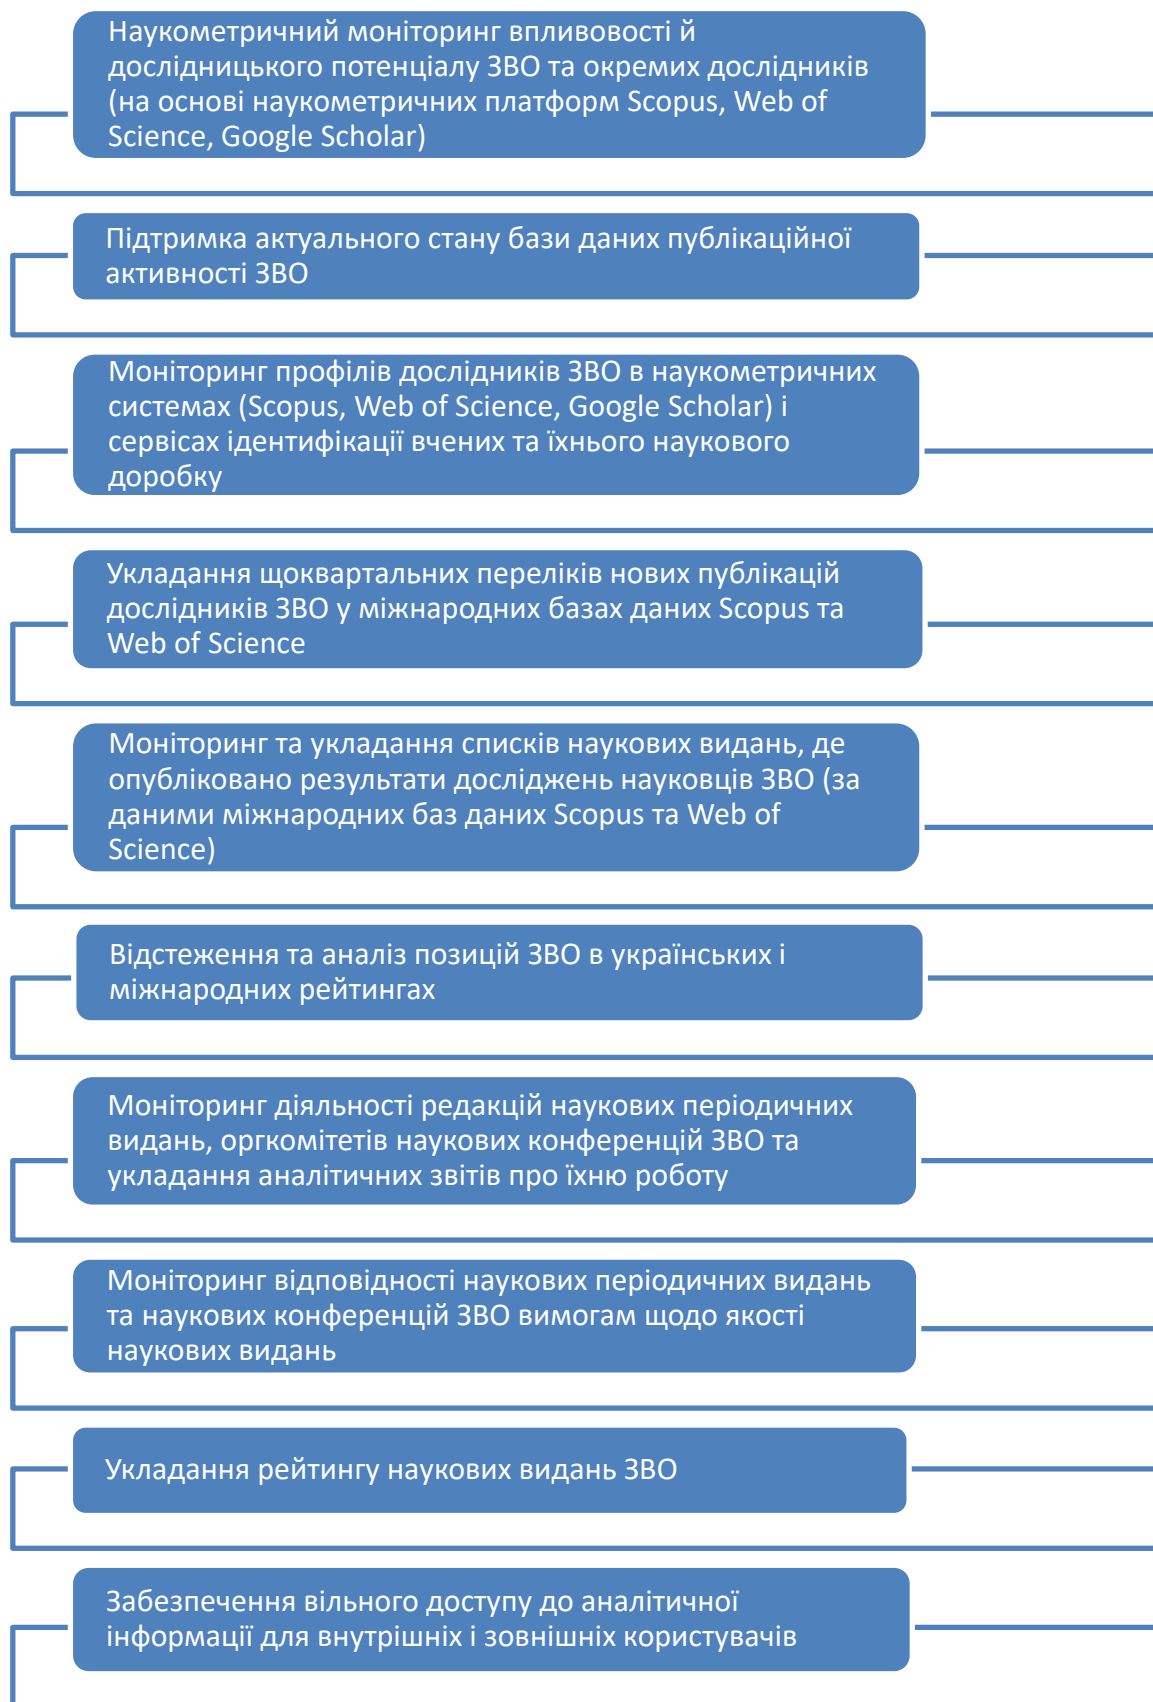 Наукометричний моніторинг впливовості й
дослідницького потенціалу ЗВО та окремих дослідників
(на основі наукометричних платформ Scopus, Web of
Science, Google Scholar)
Підтримка актуального стану бази даних публікаційної
активності ЗВО
Моніторинг профілів дослідників ЗВО в наукометричних
системах (Scopus, Web of Science, Google Scholar) і
сервісах ідентифікації вчених та їхнього наукового
доробку
Укладання щоквартальних переліків нових публікацій
дослідників ЗВО у міжнародних базах даних Scopus та
Web of Science
Моніторинг та укладання списків наукових видань, де
опубліковано результати досліджень науковців ЗВО (за
даними міжнародних баз даних Scopus та Web of
Science)
Відстеження та аналіз позицій ЗВО в українських і
міжнародних рейтингах
Моніторинг діяльності редакцій наукових періодичних
видань, оргкомітетів наукових конференцій ЗВО та
укладання аналітичних звітів про їхню роботу
Моніторинг відповідності наукових періодичних видань
та наукових конференцій ЗВО вимогам щодо якості
наукових видань
Укладання рейтингу наукових видань ЗВО
Забезпечення вільного доступу до аналітичної
інформації для внутрішніх і зовнішніх користувачів